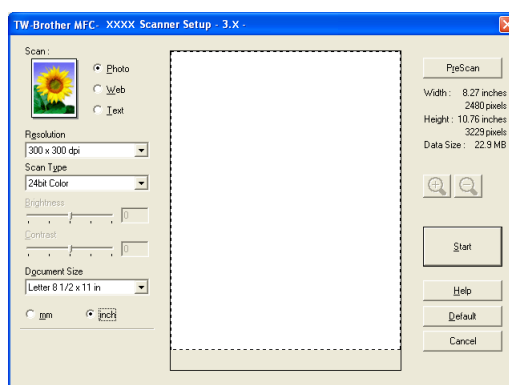 TW-Brother MFC- XXXX Scanner Setup - 3.X -
Scan :
Photo
Web
Text
Resolution
300 x 300 dpi
Scan Type
24bit Color
Brightness
0
Contrast
0
Document Size
Letter 8 1/2 x 11 in
mm
inch
PreScan
Width : 8.27 inches
2480 pixels
Height : 10.76 inches
3229 pixels
Data Size : 22.9 MB
Start
Help
Default
Cancel